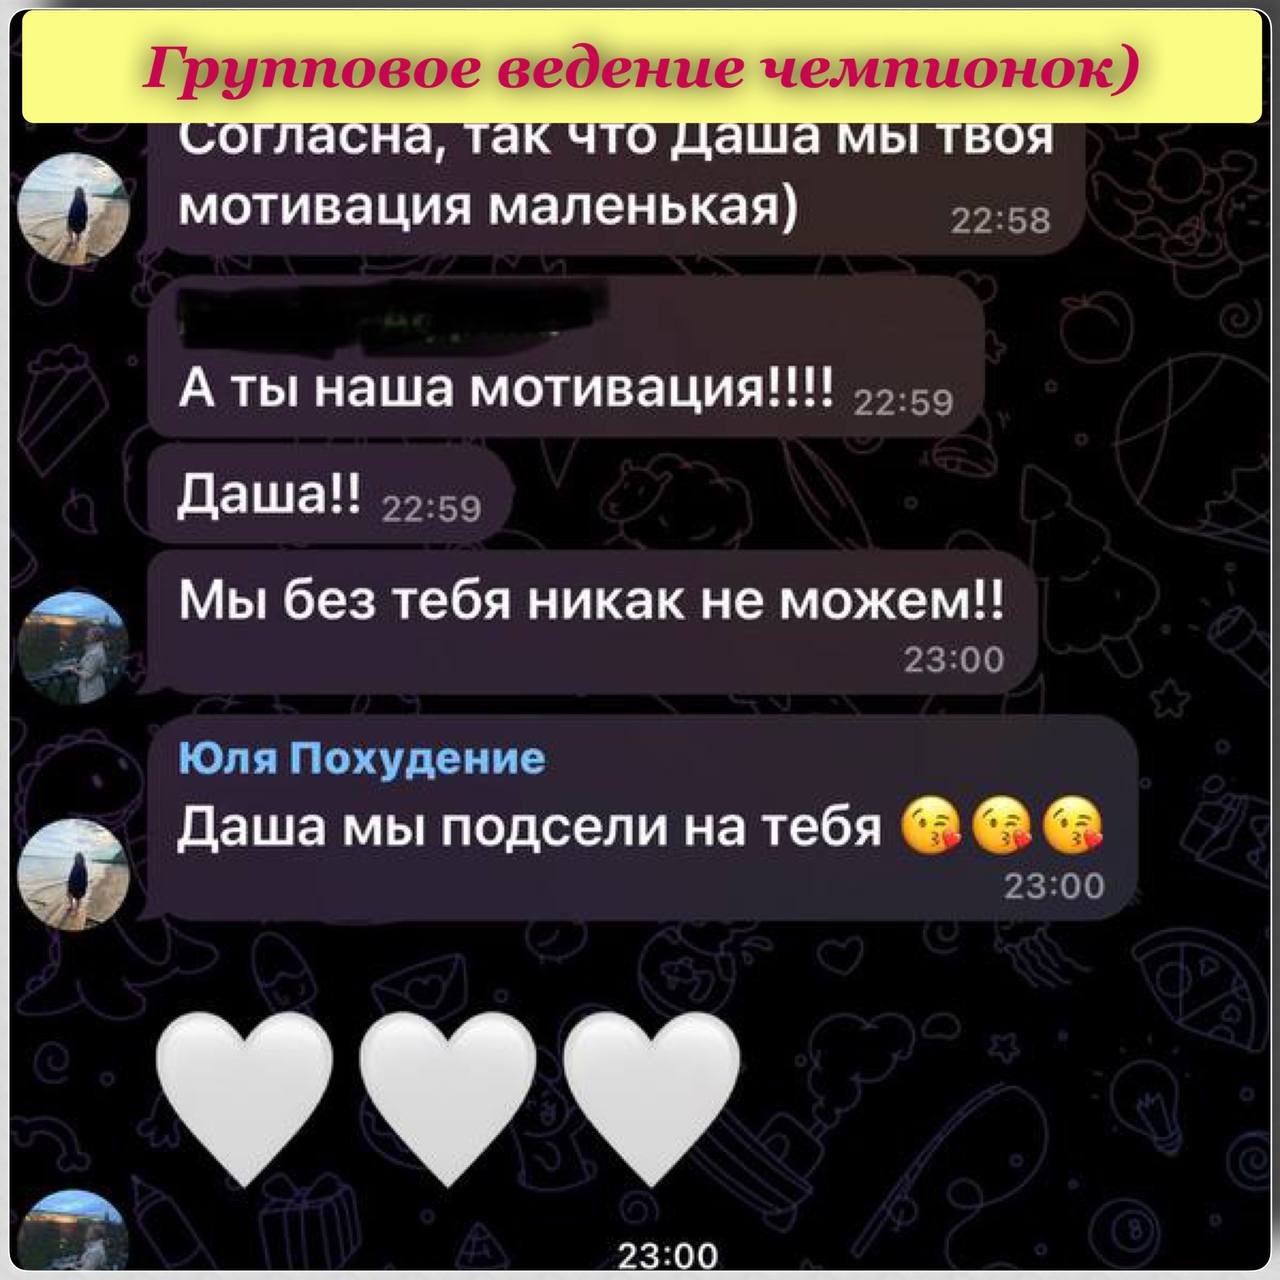 Групповое ведение чемпионок)
Согласна, так что Даша мы твоя
мотивация маленькая)
22:58
А ты наша мотивация!!!! 22:59
Даша!! 22:59
Мы без тебя никак не можем!!
23:00
Юля Похудение
Даша мы подсели на тебя 😘😘😘
23:00
🤍🤍🤍
23:00